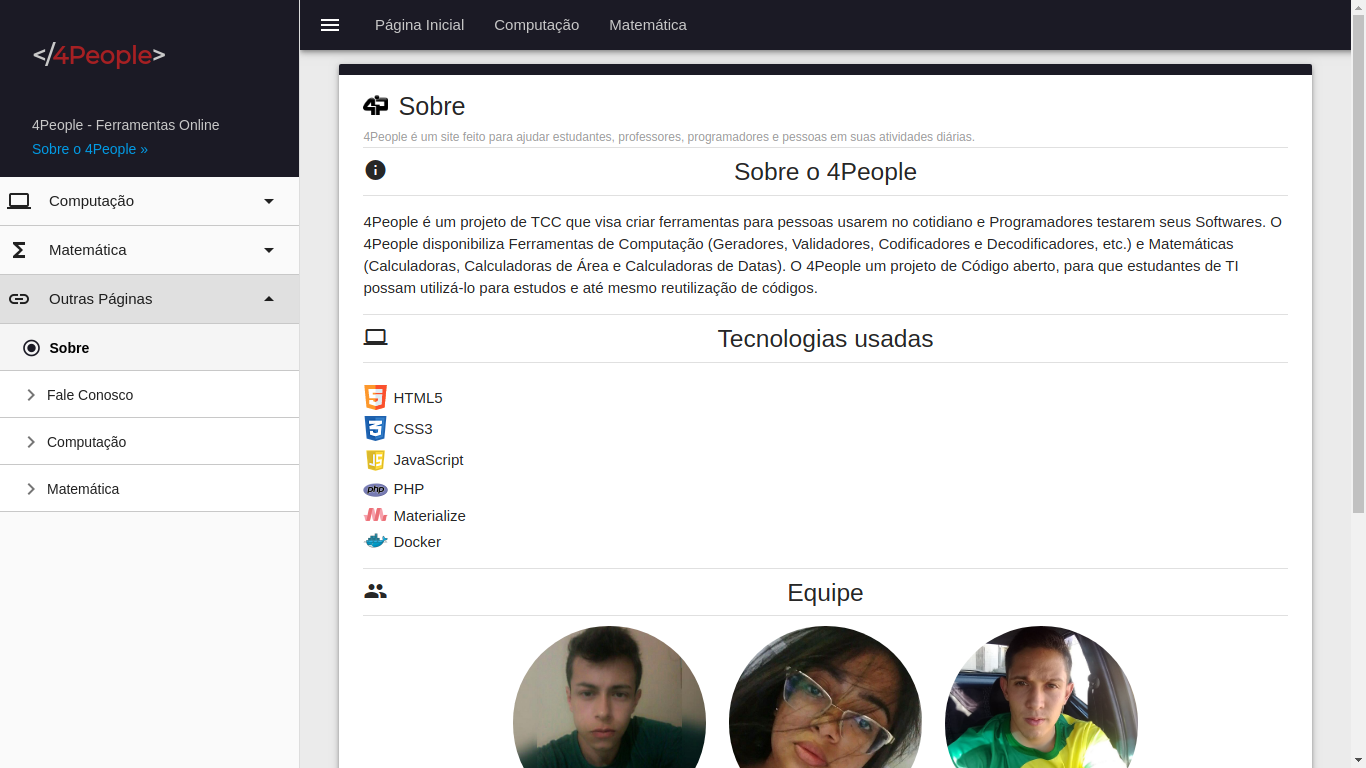 </4People>
4People - Ferramentas Online
Sobre o 4People »
Computação
Matemática
Outras Páginas
Sobre
Fale Conosco
Computação
Matemática
Página Inicial Computação Matemática
4P Sobre
4People é um site feito para ajudar estudantes, professores, programadores e pessoas em suas atividades diárias.
Sobre o 4People
4People é um projeto de TCC que visa criar ferramentas para pessoas usarem no cotidiano e Programadores testarem seus Softwares. O
4People disponibiliza Ferramentas de Computação (Geradores, Validadores, Codificadores e Decodificadores, etc.) e Matemáticas
(Calculadoras, Calculadoras de Área e Calculadoras de Datas). O 4People um projeto de Código aberto, para que estudantes de TI
possam utilizá-lo para estudos e até mesmo reutilização de códigos.
Tecnologias usadas
HTML5
CSS3
JS JavaScript
php PHP
Materialize
Docker
Equipe